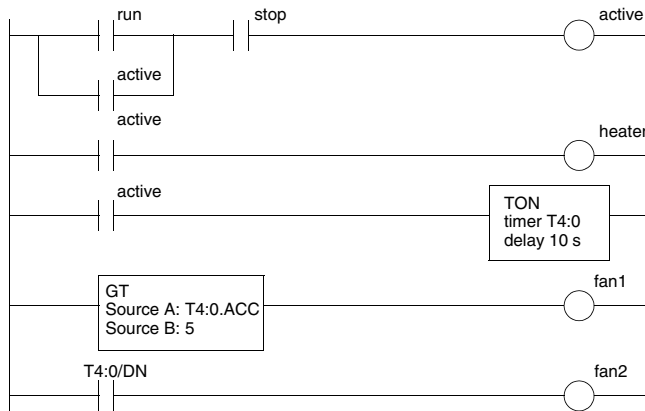 run stop active
active
active
heater
active
TON
timer T4:0
delay 10 s
GT
Source A: T4:0.ACC
Source B: 5
fan1
T4:0/DN fan2